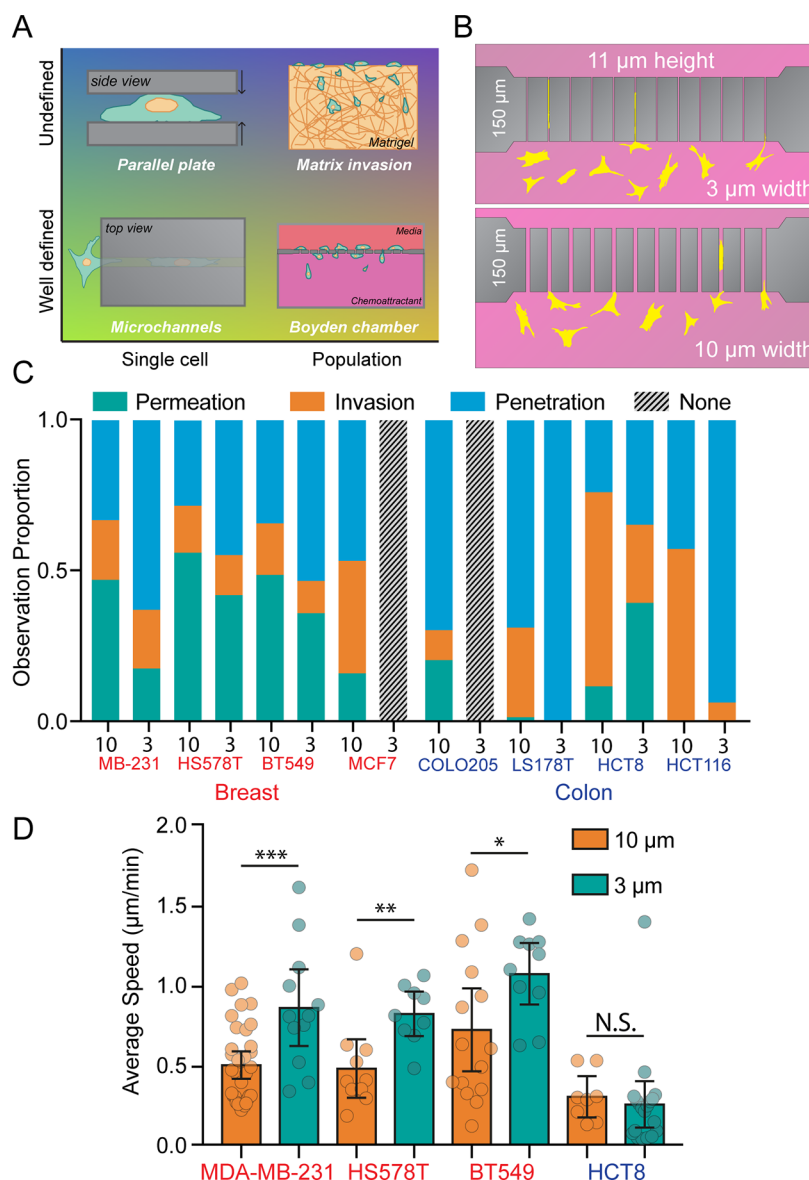 A
Undefined
Well defined
side view
Parallel plate
Matrigel
Matrix invasion
top view
Microchannels
Media
Chemoattractant
Boyden chamber
Single cell
Population
B
11 µm height
150 µm
3 µm width
150 µm
10 µm width
C
Permeation Invasion Penetration None
Observation Proportion
1.0
0.5
0.0
10 3 10 3 10 3 10 3 10 3 10 3 10 3 10 3
MB-231 HS578T BT549 MCF7 COLO205 LS178T HCT8 HCT116
Breast Colon
D
Average Speed (µm/min)
2.0
1.5
1.0
0.5
0.0
***
**
*
N.S.
10 µm
3 µm
MDA-MB-231 HS578T BT549 HCT8